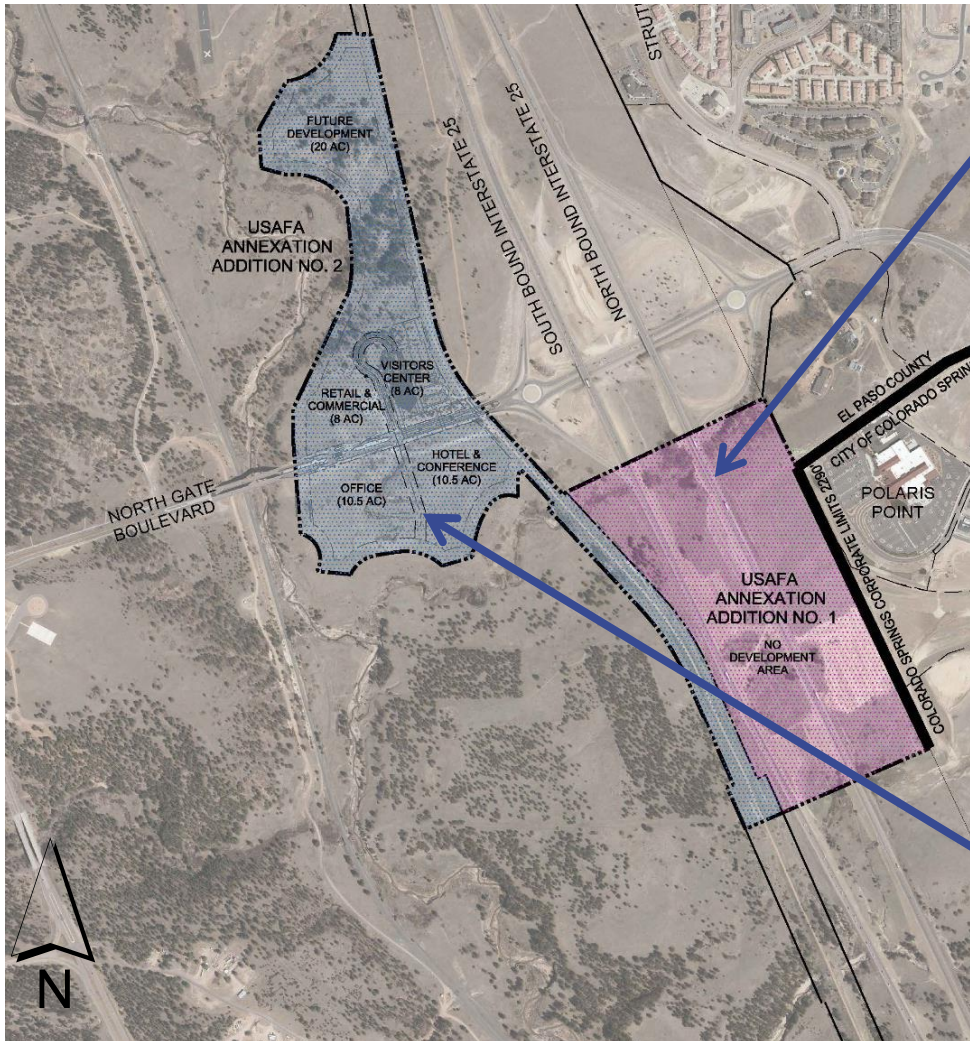 FUTURE
DEVELOPMENT
(20 AC)
USAFA
ANNEXATION
ADDITION NO. 2
SOUTH BOUND INTERSTATE 25
NORTH BOUND INTERSTATE 25
VISITORS
CENTER
(8 AC)
RETAIL &
COMMERCIAL
(8 AC)
HOTEL &
CONFERENCE
(10.5 AC)
OFFICE
(10.5 AC)
NORTH GATE
BOULEVARD
EL PASO COUNTY
CITY OF COLORADO SPRIN
COLORADO SPRINGS CORPORATE LIMITS 2290'
POLARIS
POINT
USAFA
ANNEXATION
ADDITION NO. 1
NO
DEVELOPMENT
AREA
N